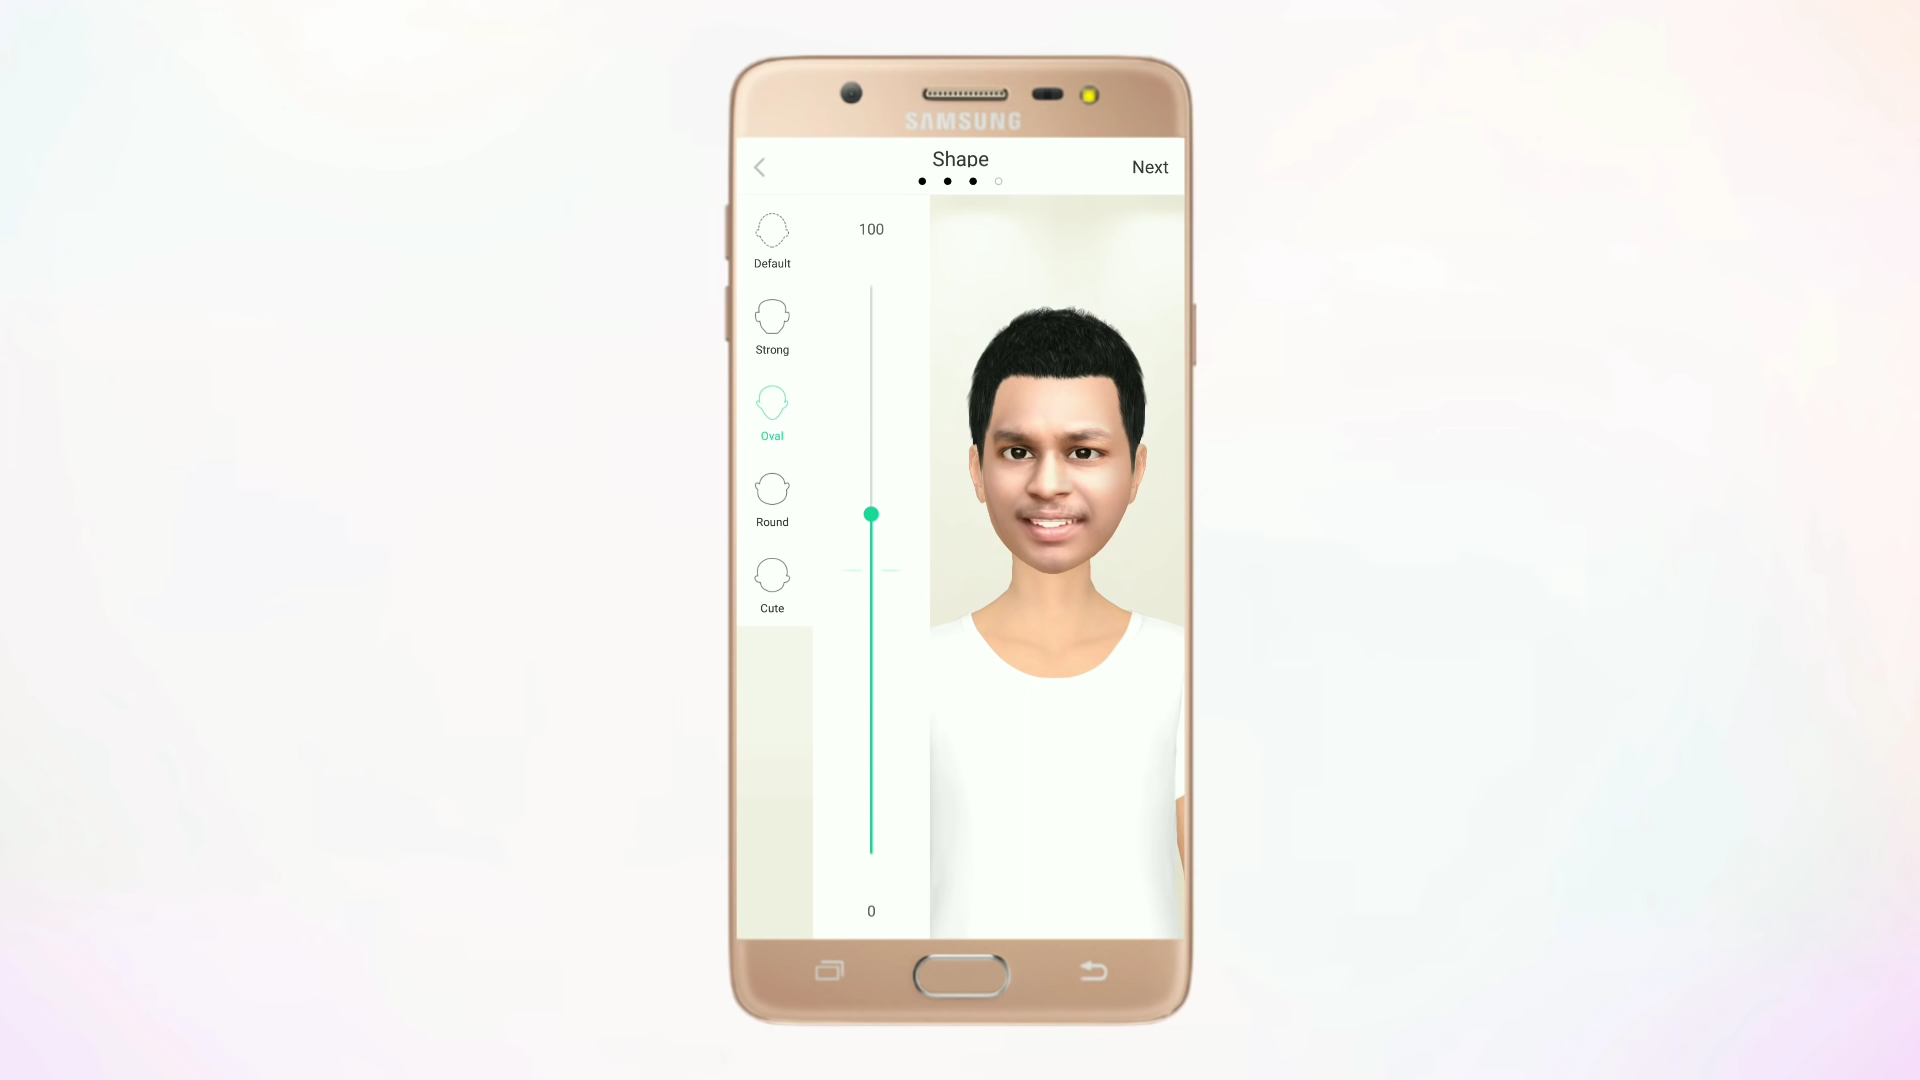 SAMSUNG
Shape
Next
Default
100
Strong
Oval
Round
Cute
0